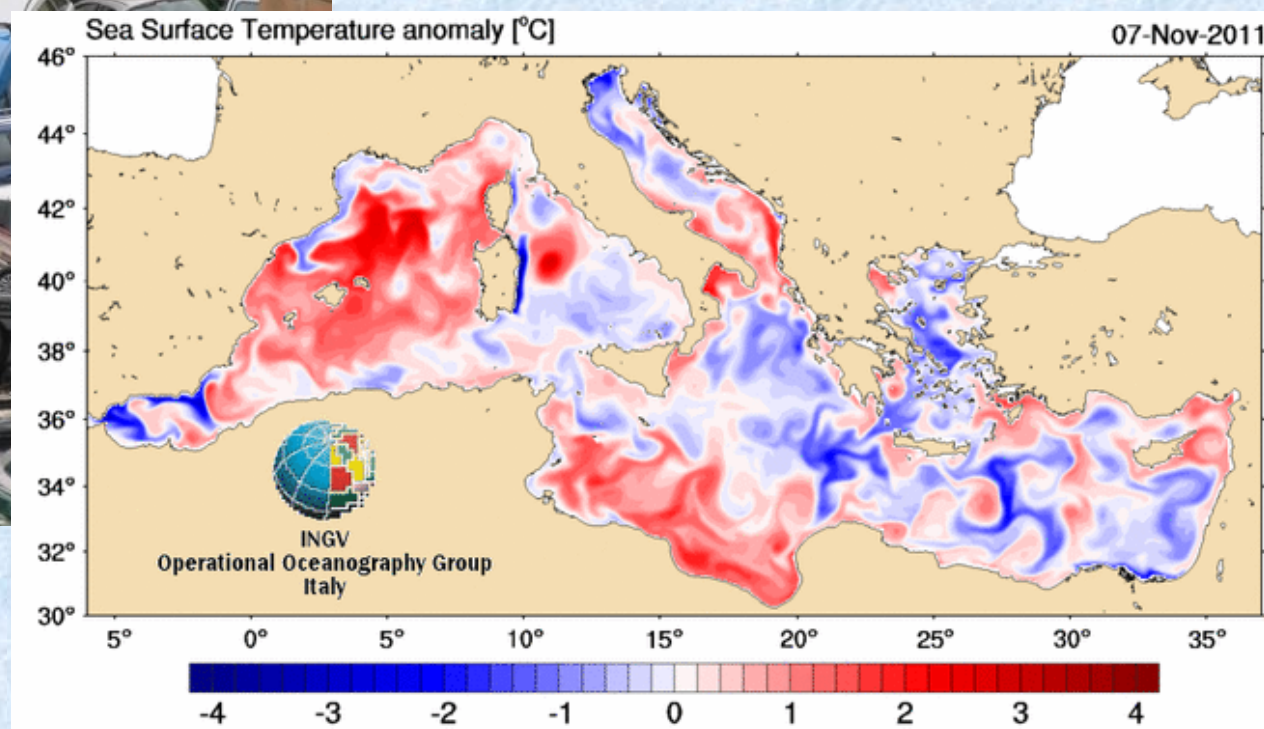 Sea Surface Temperature anomaly [°C] 07-Nov-2011
46°
44°
42°
40°
38°
36°
34°
32°
30°
INGV
Operational Oceanography Group
Italy
5° 0° 5° 10° 15° 20° 25° 30° 35°
-4 -3 -2 -1 0 1 2 3 4